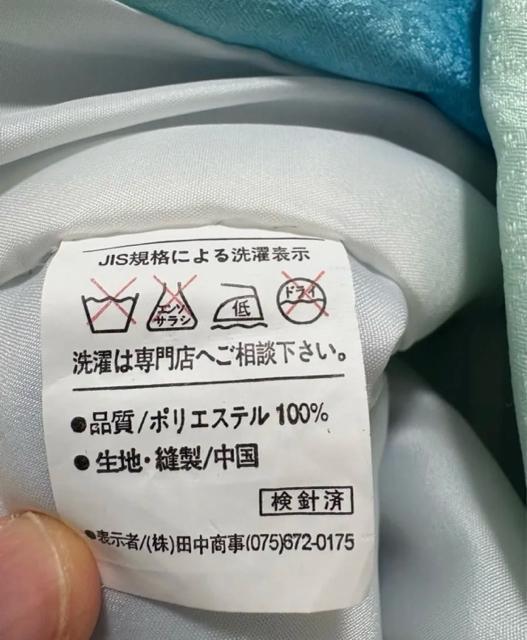 JIS規格による洗濯表示
エンソサラシ 低 ドライ
洗濯は専門店へご相談下さい。
●品質/ポリエステル 100%
●生地・縫製/中国
検針済
●表示者/(株)田中商事(075)672-0175